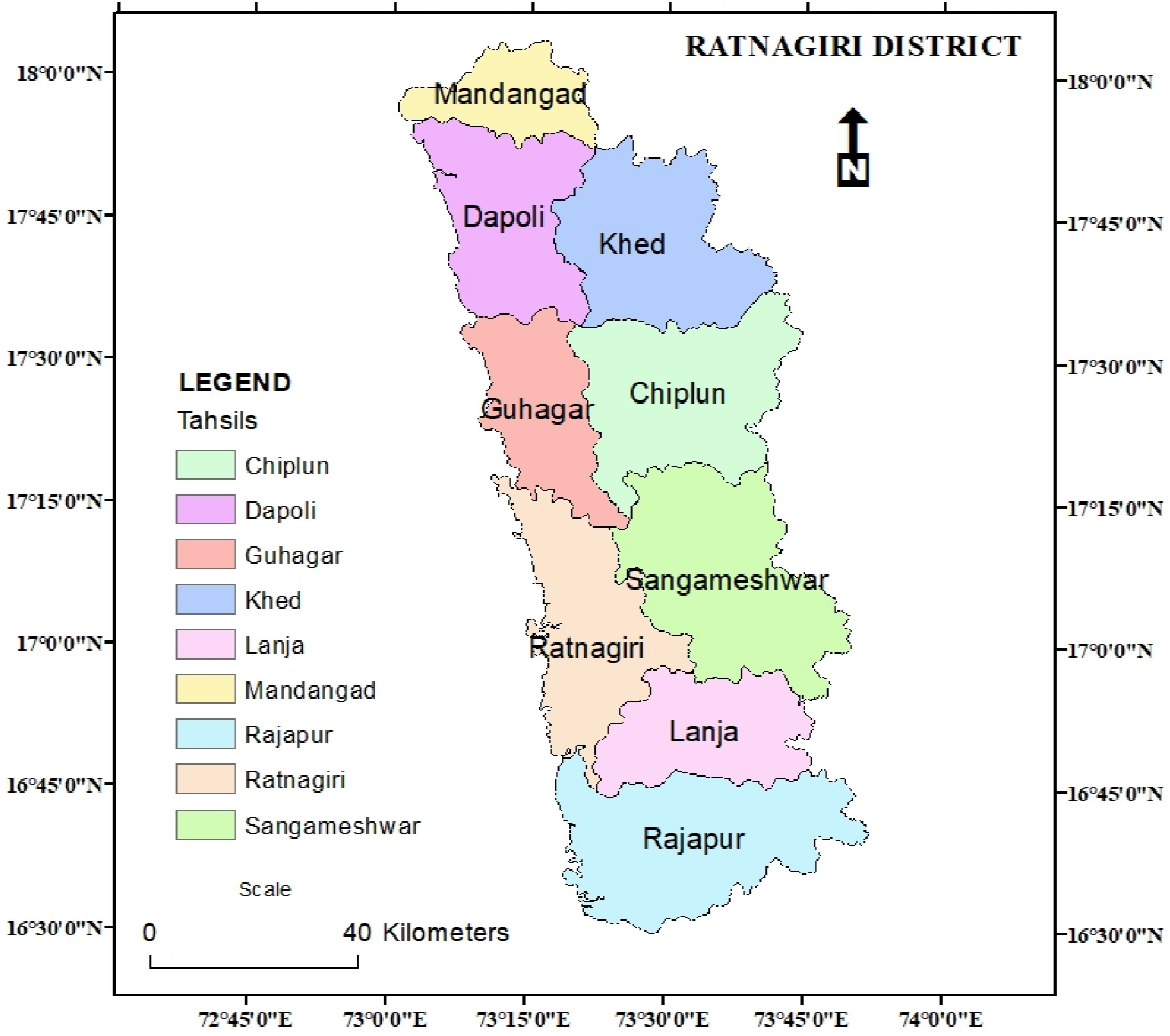 RATNAGIRI DISTRICT
N
18°0'0"N
17°45'0"N
17°30'0"N
17°15'0"N
17°0'0"N
16°45'0"N
16°30'0"N
18°0'0"N
17°45'0"N
17°30'0"N
17°15'0"N
17°0'0"N
16°45'0"N
16°30'0"N
Mandangad
Dapoli
Khed
Guhagar
Chiplun
Sangameshwar
Ratnagiri
Lanja
Rajapur
LEGEND
Tahsils
Chiplun
Dapoli
Guhagar
Khed
Lanja
Mandangad
Rajapur
Ratnagiri
Sangameshwar
Scale
0 40 Kilometers
72°45'0"E 73°0'0"E 73°15'0"E 73°30'0"E 73°45'0"E 74°0'0"E